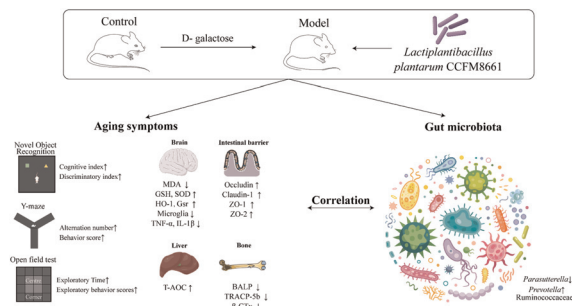 Control
D- galactose
Model
Lactiplantibacillus
plantarum CCFM8661
Aging symptoms
Gut microbiota
Novel Object
Recognition
Cognitive index↑
Discriminatory index↑
Y-maze
Alternation number↑
Behavior score↑
Open field test
Center
Corner
Exploratory Time↑
Exploratory behavior scores↑
Brain
MDA ↓
GSH, SOD ↑
HO-1, Gsr ↑
Microglia ↓
TNF-α, IL-1β↓
Intestinal barrier
Occludin ↑
Claudin-1 ↑
ZO-1 ↑
ZO-2 ↑
Liver
T-AOC ↑
Bone
BALP ↓
TRACP-5b ↓
Correlation
Parasutterella↓
Prevotella↑
Ruminococcaceae